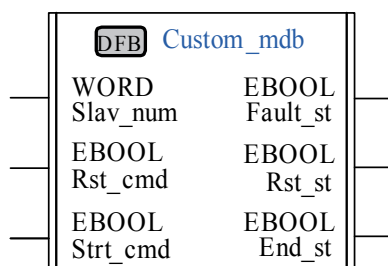 DFB Custom_mdb
WORD EBOOL
Slav_num Fault_st
EBOOL EBOOL
Rst_cmd Rst_st
EBOOL EBOOL
Strt_cmd End_st